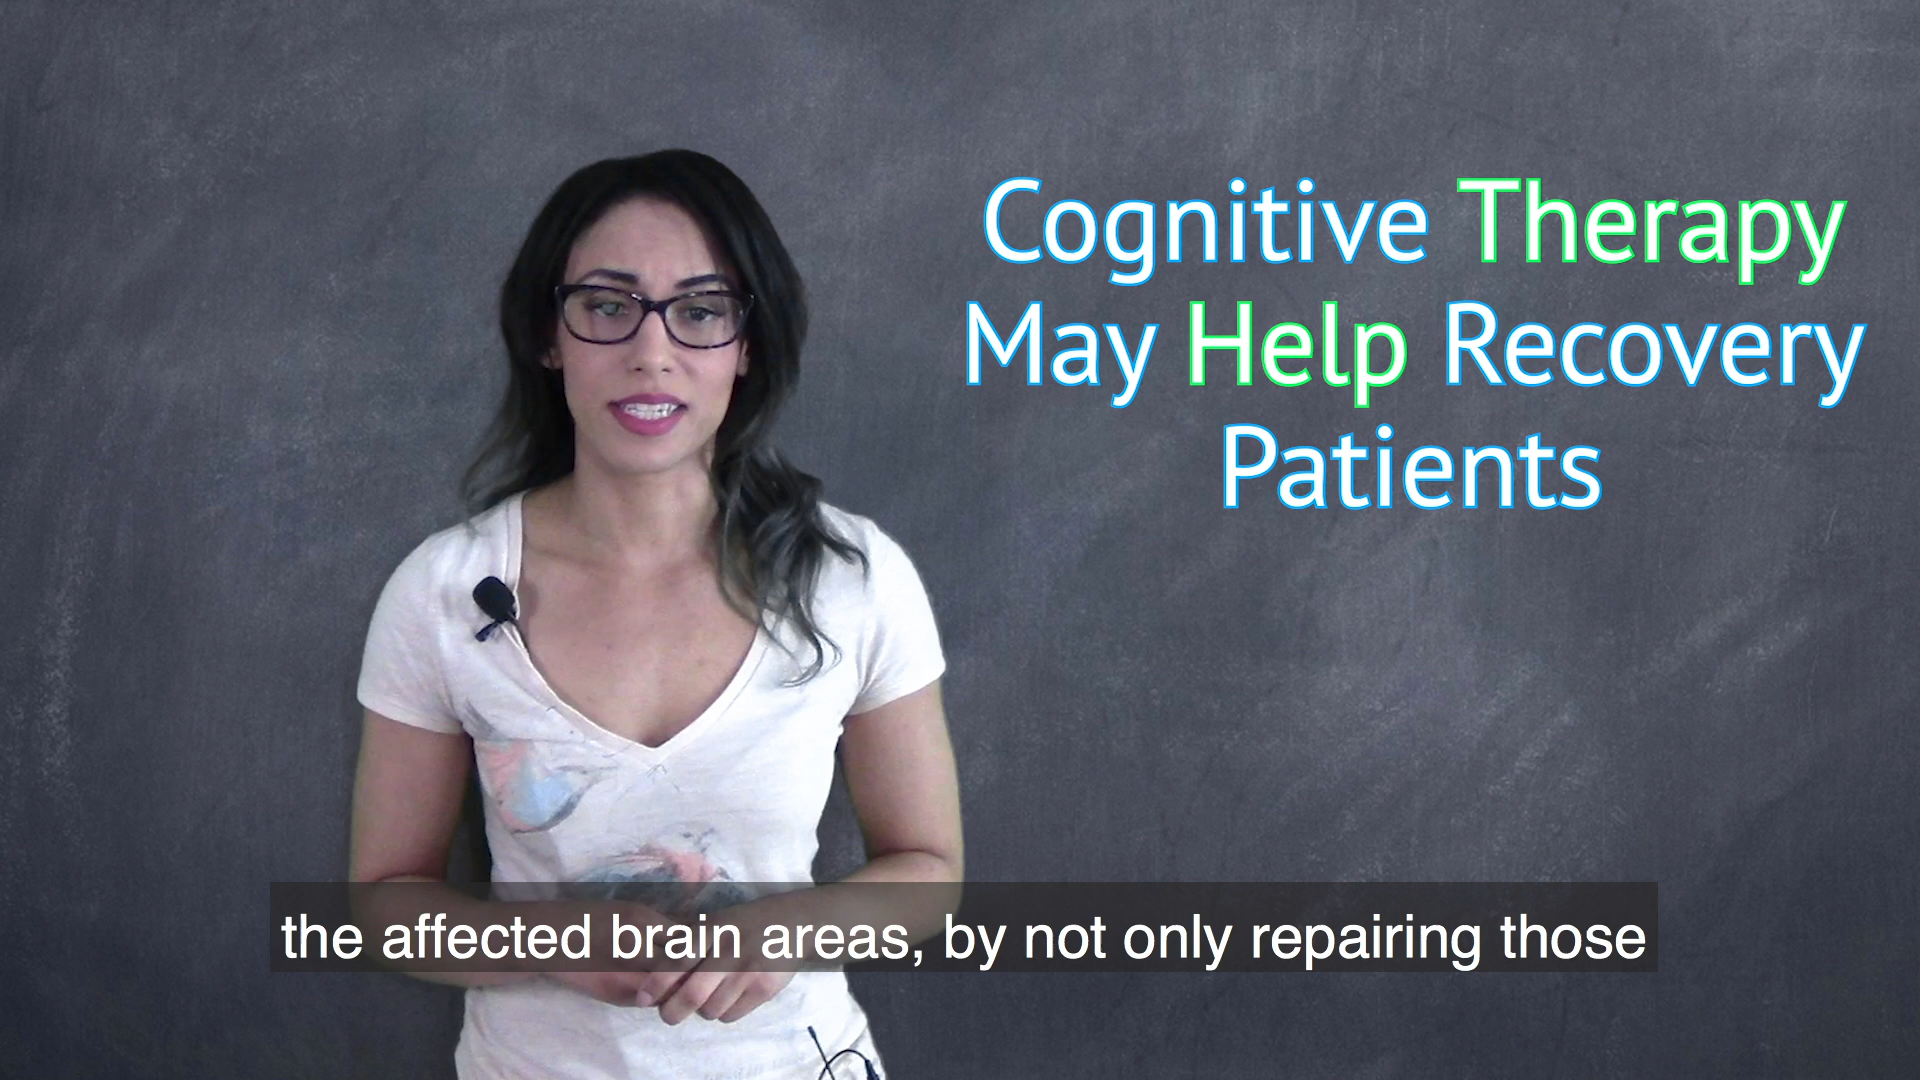 Cognitive Therapy
May Help Recovery
Patients
the affected brain areas, by not only repairing those